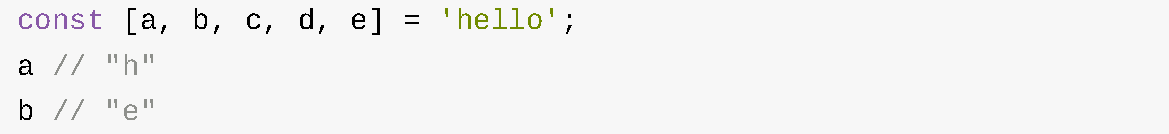 const [a, b, c, d, e] = 'hello';
a // "h"
b // "e"